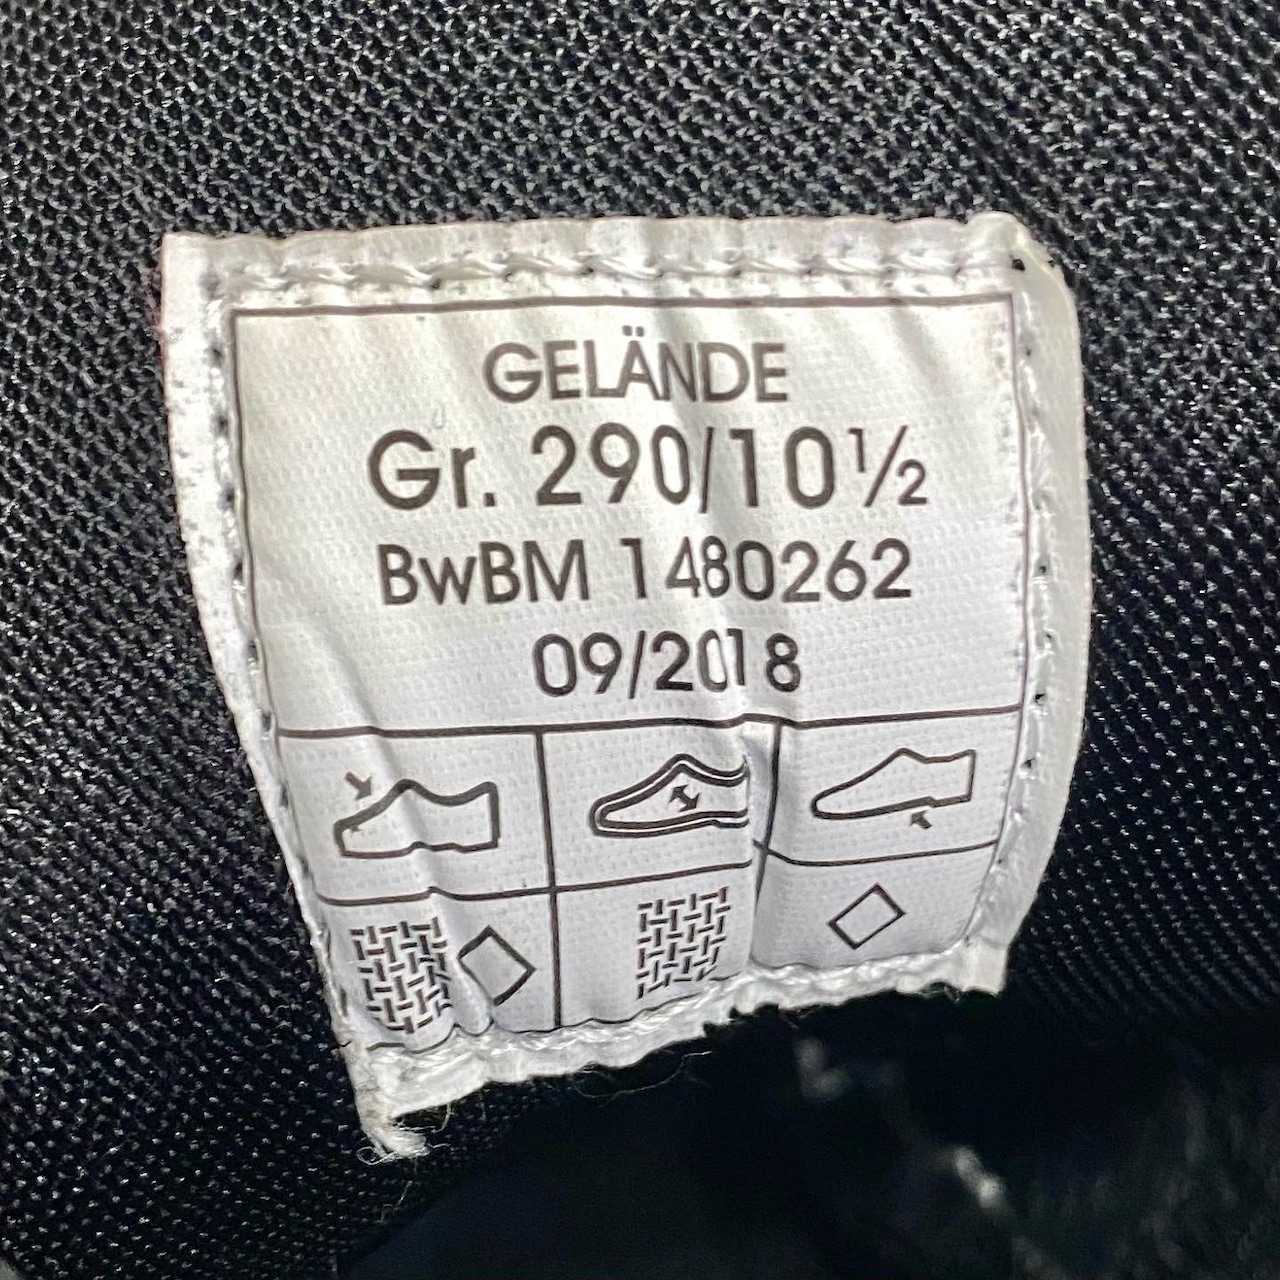 GELÄNDE
Gr. 290/10½
BwBM 1480262
09/2018